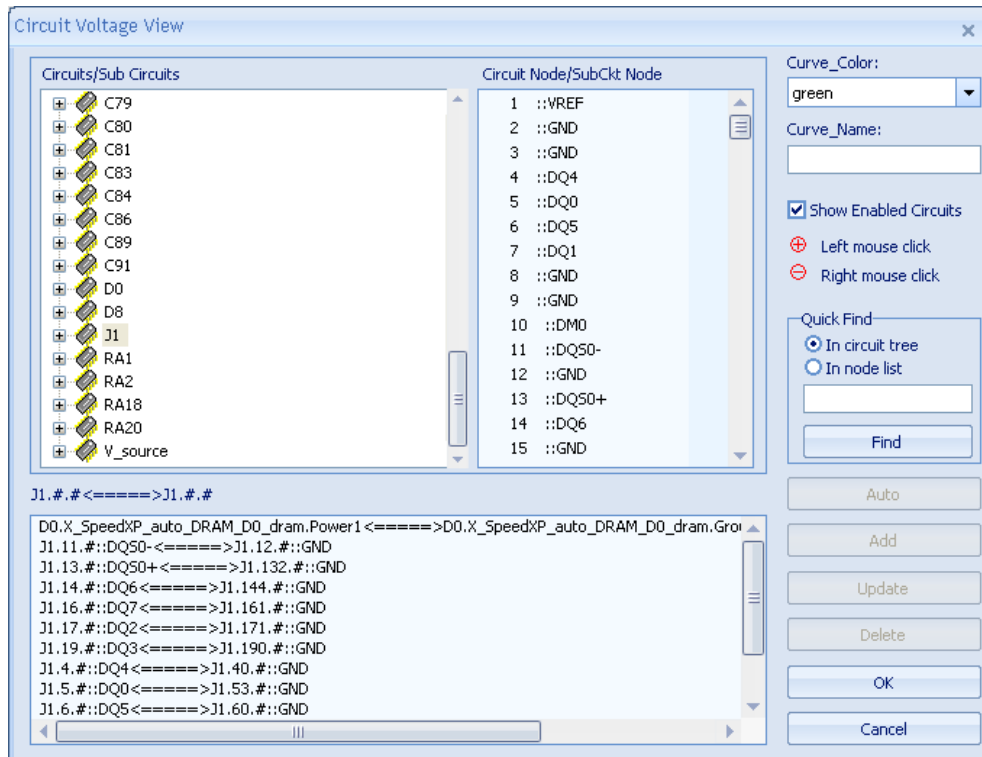 Circuit Voltage View
Circuits/Sub Circuits
C79
C80
C81
C83
C84
C86
C89
C91
D0
D8
J1
RA1
RA2
RA18
RA20
V_source
Circuit Node/SubCkt Node
1 ::VREF
2 ::GND
3 ::GND
4 ::DQ4
5 ::DQ0
6 ::DQ5
7 ::DQ1
8 ::GND
9 ::GND
10 ::DM0
11 ::DQS0-
12 ::GND
13 ::DQS0+
14 ::DQ6
15 ::GND
Curve_Color:
green
Curve_Name:
Show Enabled Circuits
Left mouse click
Right mouse click
Quick Find
In circuit tree
In node list
Find
J1.#.#<=====>J1.#.#
D0.X_SpeedXP_auto_DRAM_D0_dram.Power1<=====>D0.X_SpeedXP_auto_DRAM_D0_dram.Grou
J1.11.#::DQS0-<=====>J1.12.#::GND
J1.13.#::DQS0+<=====>J1.132.#::GND
J1.14.#::DQ6<=====>J1.144.#::GND
J1.16.#::DQ7<=====>J1.161.#::GND
J1.17.#::DQ2<=====>J1.171.#::GND
J1.19.#::DQ3<=====>J1.190.#::GND
J1.4.#::DQ4<=====>J1.40.#::GND
J1.5.#::DQ0<=====>J1.53.#::GND
J1.6.#::DQ5<=====>J1.60.#::GND
Auto
Add
Update
Delete
OK
Cancel